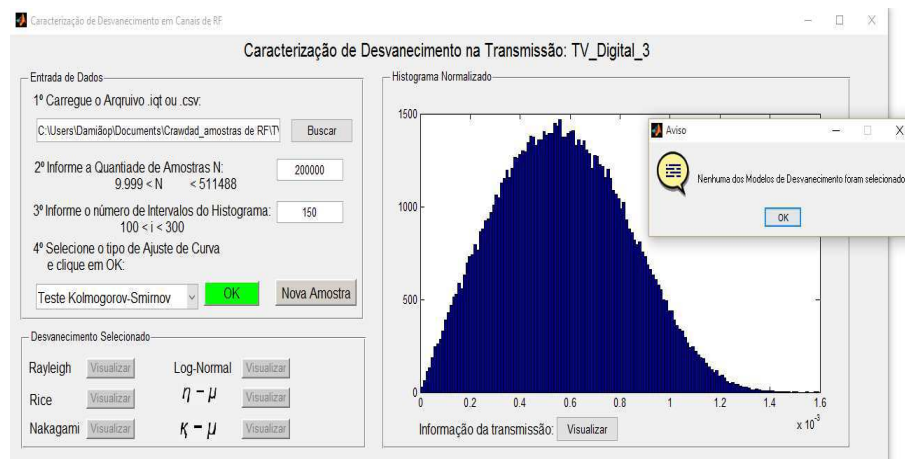 Caracterização de Desvanecimento em Canais de RF
Caracterização de Desvanecimento na Transmissão: TV_Digital_3
Entrada de Dados
1º Carregue o Arqruivo .iqt ou .csv:
C:\Users\Damiãop\Documents\Crawdad_amostras de RF\T\
Buscar
2º Informe a Quantiade de Amostras N:
9.999 < N < 511488
200000
3º Informe o número de Intervalos do Histograma:
100 < i < 300
150
4º Selecione o tipo de Ajuste de Curva
e clique em OK:
Teste Kolmogorov-Smirnov
OK
Nova Amostra
Desvanecimento Selecionado
Rayleigh Visualizar Log-Normal Visualizar
Rice Visualizar η – μ Visualizar
Nakagami Visualizar κ – μ Visualizar
Histograma Normalizado
1500
1000
500
0
0 0.2 0.4 0.6 0.8 1 1.2 1.4 1.6
x 10⁻³
Informação da transmissão: Visualizar
Aviso
Nenhuma dos Modelos de Desvanecimento foram selecionado
OK